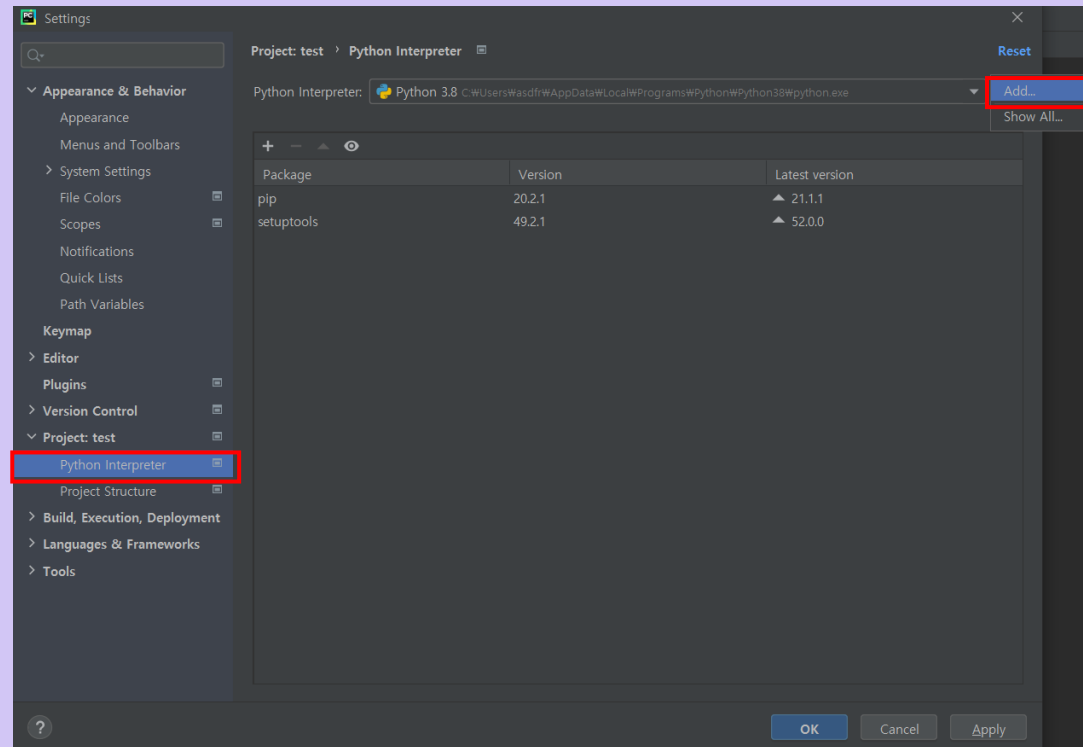 PC
Settings
Project: test › Python Interpreter
Reset
Appearance & Behavior
Appearance
Menus and Toolbars
System Settings
File Colors
Scopes
Notifications
Quick Lists
Path Variables
Keymap
Editor
Plugins
Version Control
Project: test
Python Interpreter
Project Structure
Build, Execution, Deployment
Languages & Frameworks
Tools
Python Interpreter: Python 3.8 C:₩Users₩asdfr₩AppData₩Local₩Programs₩Python₩Python38₩python.exe
Add...
Show All...
Package Version Latest version
pip 20.2.1 21.1.1
setuptools 49.2.1 52.0.0
?
OK Cancel Apply